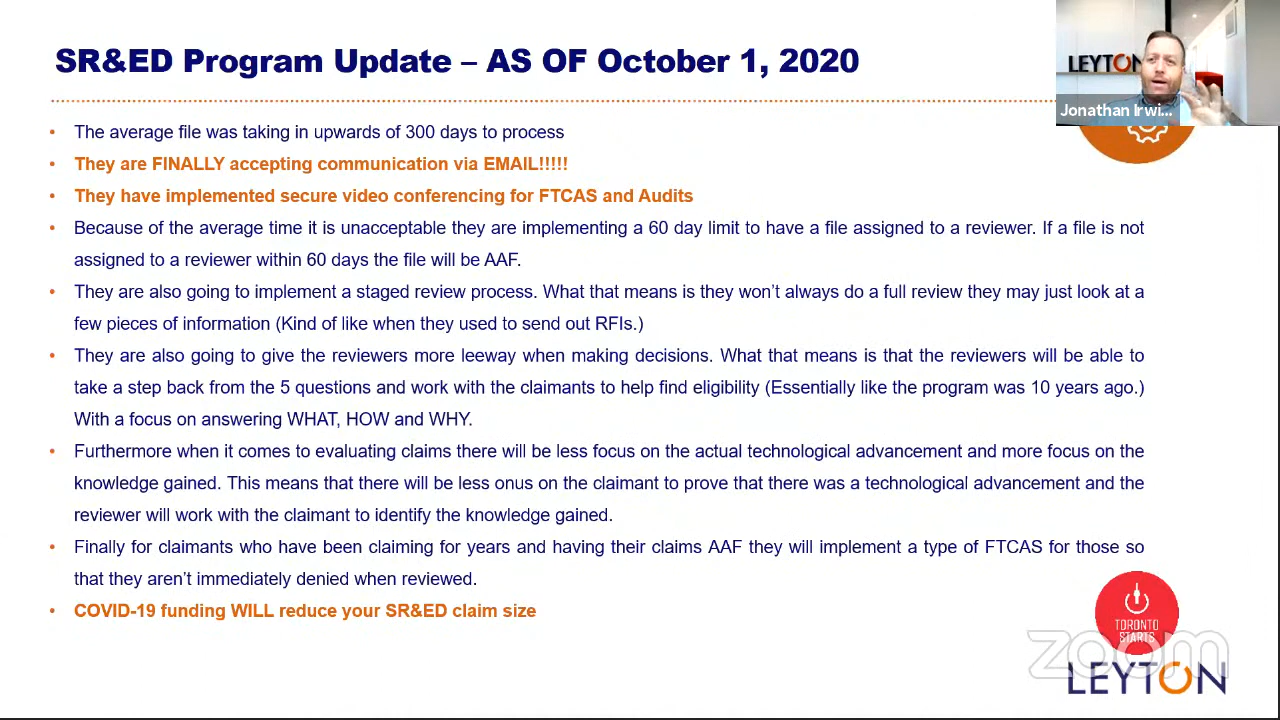 SR&ED Program Update – AS OF October 1, 2020
LEYTON
Jonathan Irwi...
• The average file was taking in upwards of 300 days to process
• They are FINALLY accepting communication via EMAIL!!!!!
• They have implemented secure video conferencing for FTCAS and Audits
• Because of the average time it is unacceptable they are implementing a 60 day limit to have a file assigned to a reviewer. If a file is not
assigned to a reviewer within 60 days the file will be AAF.
• They are also going to implement a staged review process. What that means is they won’t always do a full review they may just look at a
few pieces of information (Kind of like when they used to send out RFIs.)
• They are also going to give the reviewers more leeway when making decisions. What that means is that the reviewers will be able to
take a step back from the 5 questions and work with the claimants to help find eligibility (Essentially like the program was 10 years ago.)
With a focus on answering WHAT, HOW and WHY.
• Furthermore when it comes to evaluating claims there will be less focus on the actual technological advancement and more focus on the
knowledge gained. This means that there will be less onus on the claimant to prove that there was a technological advancement and the
reviewer will work with the claimant to identify the knowledge gained.
• Finally for claimants who have been claiming for years and having their claims AAF they will implement a type of FTCAS for those so
that they aren’t immediately denied when reviewed.
• COVID-19 funding WILL reduce your SR&ED claim size
TORONTO
STARTS
zoom
LEYTON